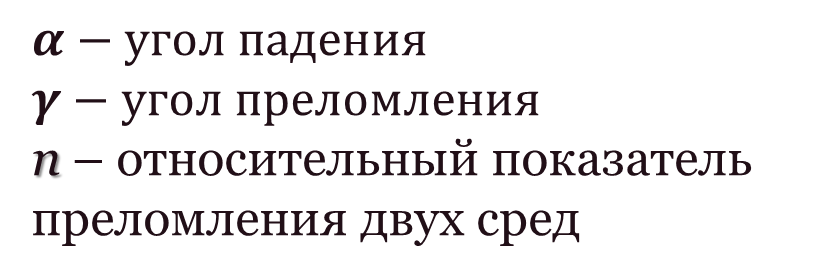 α – угол падения
γ – угол преломления
n – относительный показатель
преломления двух сред